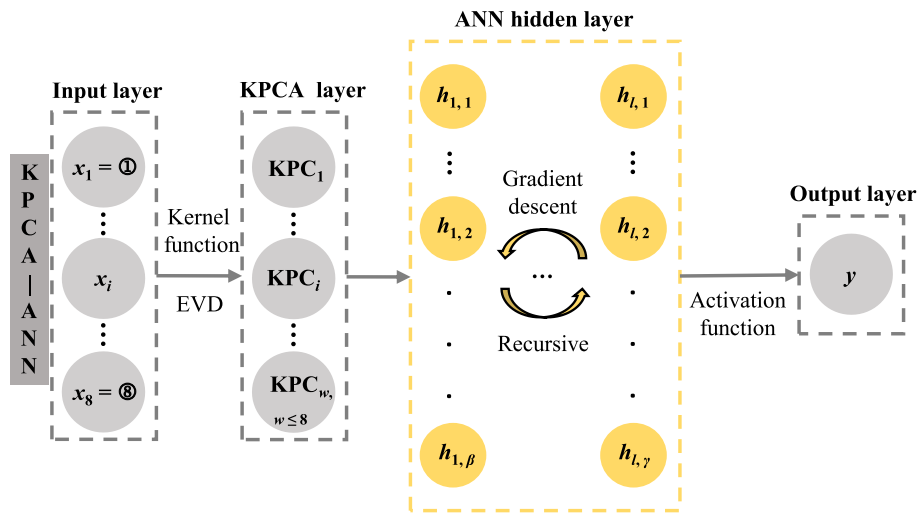 ANN hidden layer
Input layer
KPCA layer
Output layer
K
P
C
A
|
A
N
N
x1 = ①
⋮
xi
⋮
x8 = ⑧
Kernel
function
EVD
KPC1
⋮
KPCi
⋮
KPCw,
w ≤ 8
h1, 1
⋮
h1, 2
.
.
h1, β
Gradient
descent
...
Recursive
hl, 1
⋮
hl, 2
.
.
.
hl, γ
Activation
function
y